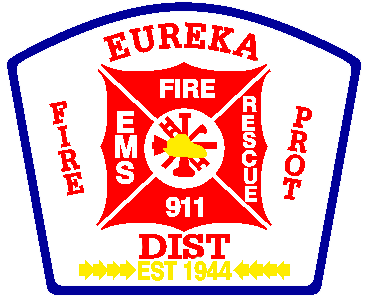 EUREKA
FIRE
PROT
FIRE
EMS
RESCUE
911
DIST
EST 1944